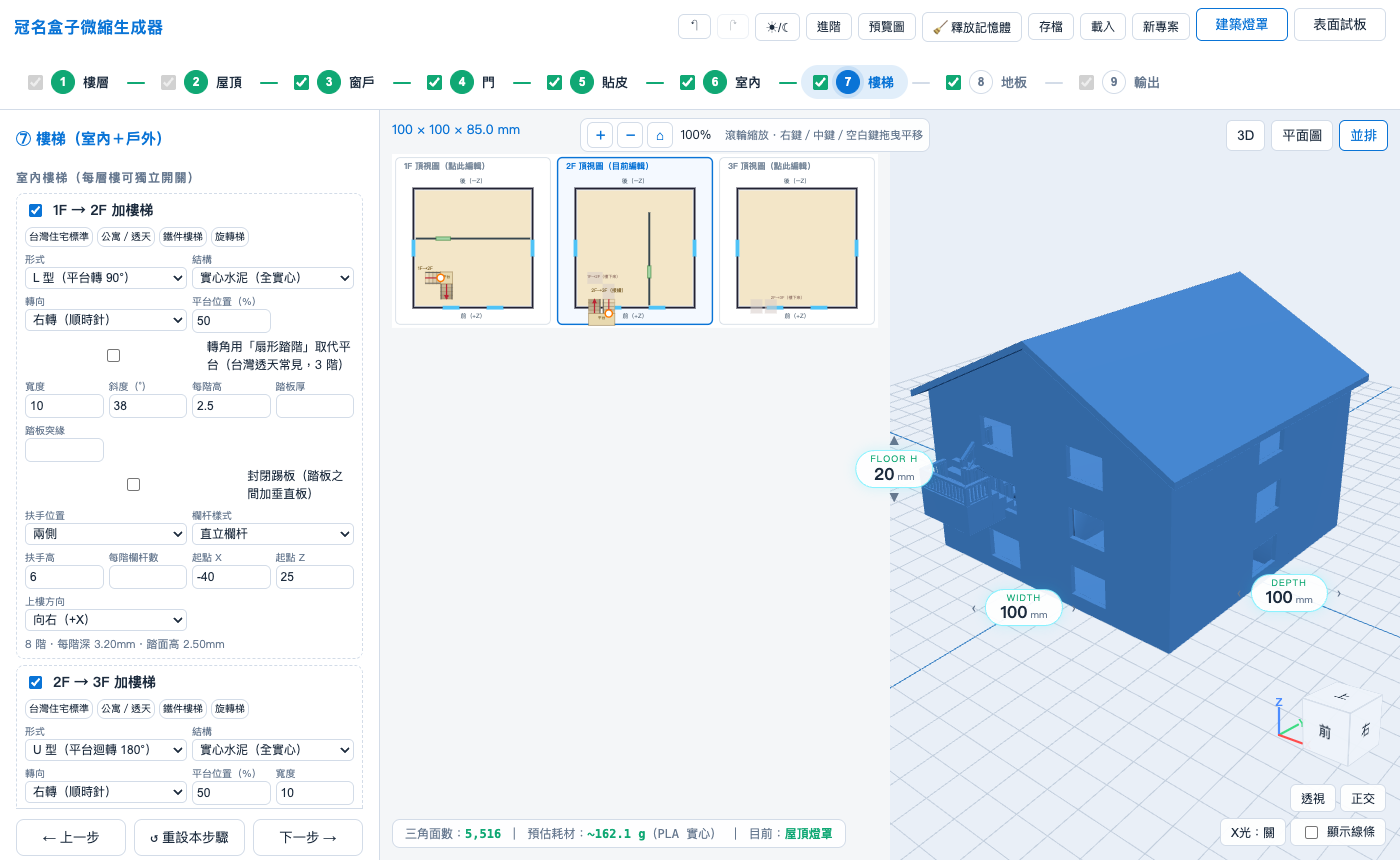 冠名盒子微縮生成器
☀/☾
進階
預覽圖
🧹 釋放記憶體
存檔
載入
新專案
建築燈罩
表面試板
1 樓層
2 屋頂
3 窗戶
4 門
5 貼皮
6 室內
7 樓梯
8 地板
9 輸出
⑦ 樓梯（室內＋戶外）
室內樓梯（每層樓可獨立開關）
1F → 2F 加樓梯
台灣住宅標準
公寓 / 透天
鐵件樓梯
旋轉梯
形式
結構
L 型（平台轉 90°）
實心水泥（全實心）
轉向
平台位置（%）
右轉（順時針）
50
轉角用「扇形踏階」取代平
台（台灣透天常見，3 階）
寬度
斜度（°）
每階高
踏板厚
10
38
2.5
踏板突緣
封閉踢板（踏板之
間加垂直板）
扶手位置
欄杆樣式
兩側
直立欄杆
扶手高
每階欄杆數
起點 X
起點 Z
6
-40
25
上樓方向
向右（+X）
8 階 · 每階深 3.20mm · 踏面高 2.50mm
2F → 3F 加樓梯
台灣住宅標準
公寓 / 透天
鐵件樓梯
旋轉梯
形式
結構
U 型（平台迴轉 180°）
實心水泥（全實心）
轉向
平台位置（%）
寬度
右轉（順時針）
50
10
← 上一步
↺ 重設本步驟
下一步 →
100 × 100 × 85.0 mm
+
−
⌂
100%
滾輪縮放 · 右鍵 / 中鍵 / 空白鍵拖曳平移
1F 頂視圖（點此編輯）
後（−Z）
1F→2F
前（+Z）
2F 頂視圖（目前編輯）
後（−Z）
前（+Z）
3F 頂視圖（點此編輯）
後（−Z）
前（+Z）
3D
平面圖
並排
FLOOR H
20 mm
WIDTH
100 mm
DEPTH
100 mm
Z
上
前
右
透視
正交
X光：關
顯示線條
三角面數：5,516 | 預估耗材：~162.1 g (PLA 實心) | 目前：屋頂燈罩